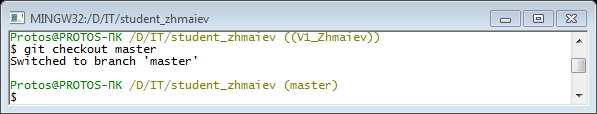 MINGW32:/D/IT/student_zhmaiev
Protos@PROTOS-ПК /D/IT/student_zhmaiev ((V1_Zhmaiev))
$ git checkout master
Switched to branch 'master'
Protos@PROTOS-ПК /D/IT/student_zhmaiev (master)
$